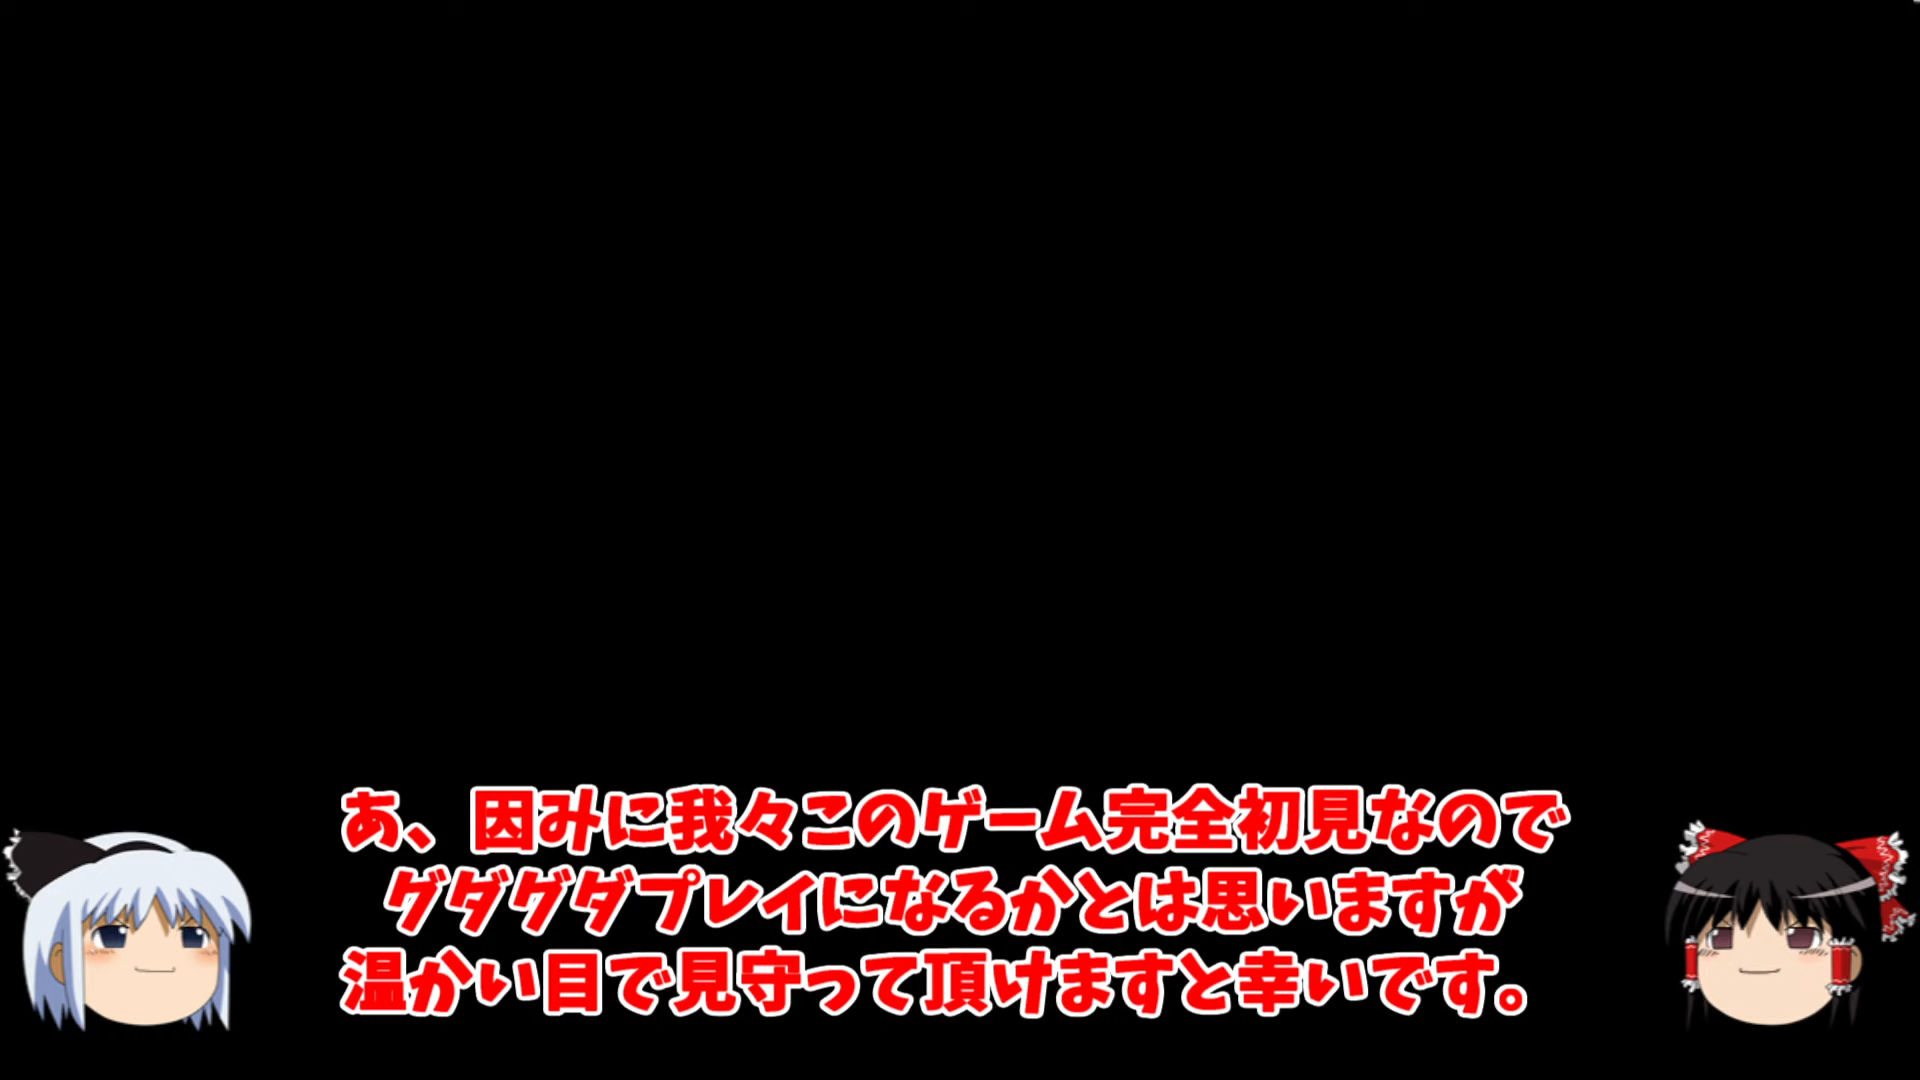 あ、因みに我々このゲーム完全初見なので
グダグダプレイになるかとは思いますが
温かい目で見守って頂けますと幸いです。